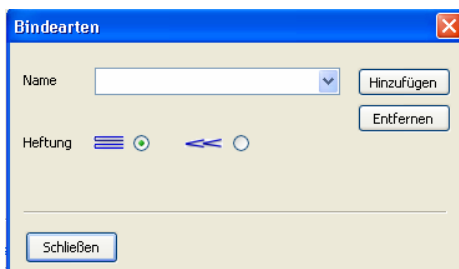 Bindearten
Name
Hinzufügen
Entfernen
Heftung
Schließen